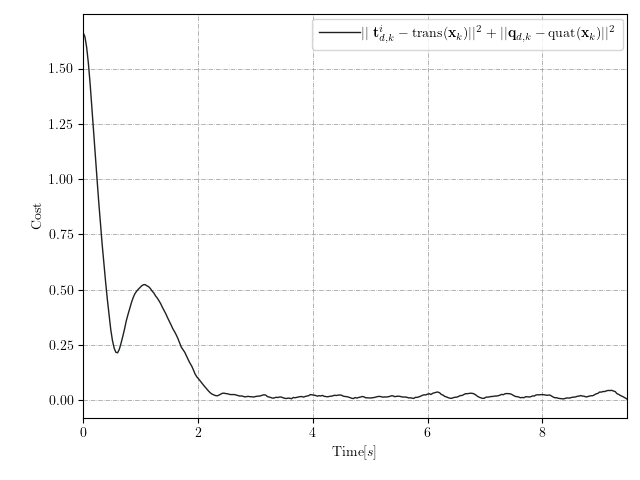 || t^i_{d,k} − trans(x_k)||² + ||q_{d,k} − quat(x_k)||²
1.50
1.25
1.00
0.75
0.50
0.25
0.00
Cost
0 2 4 6 8
Time[s]